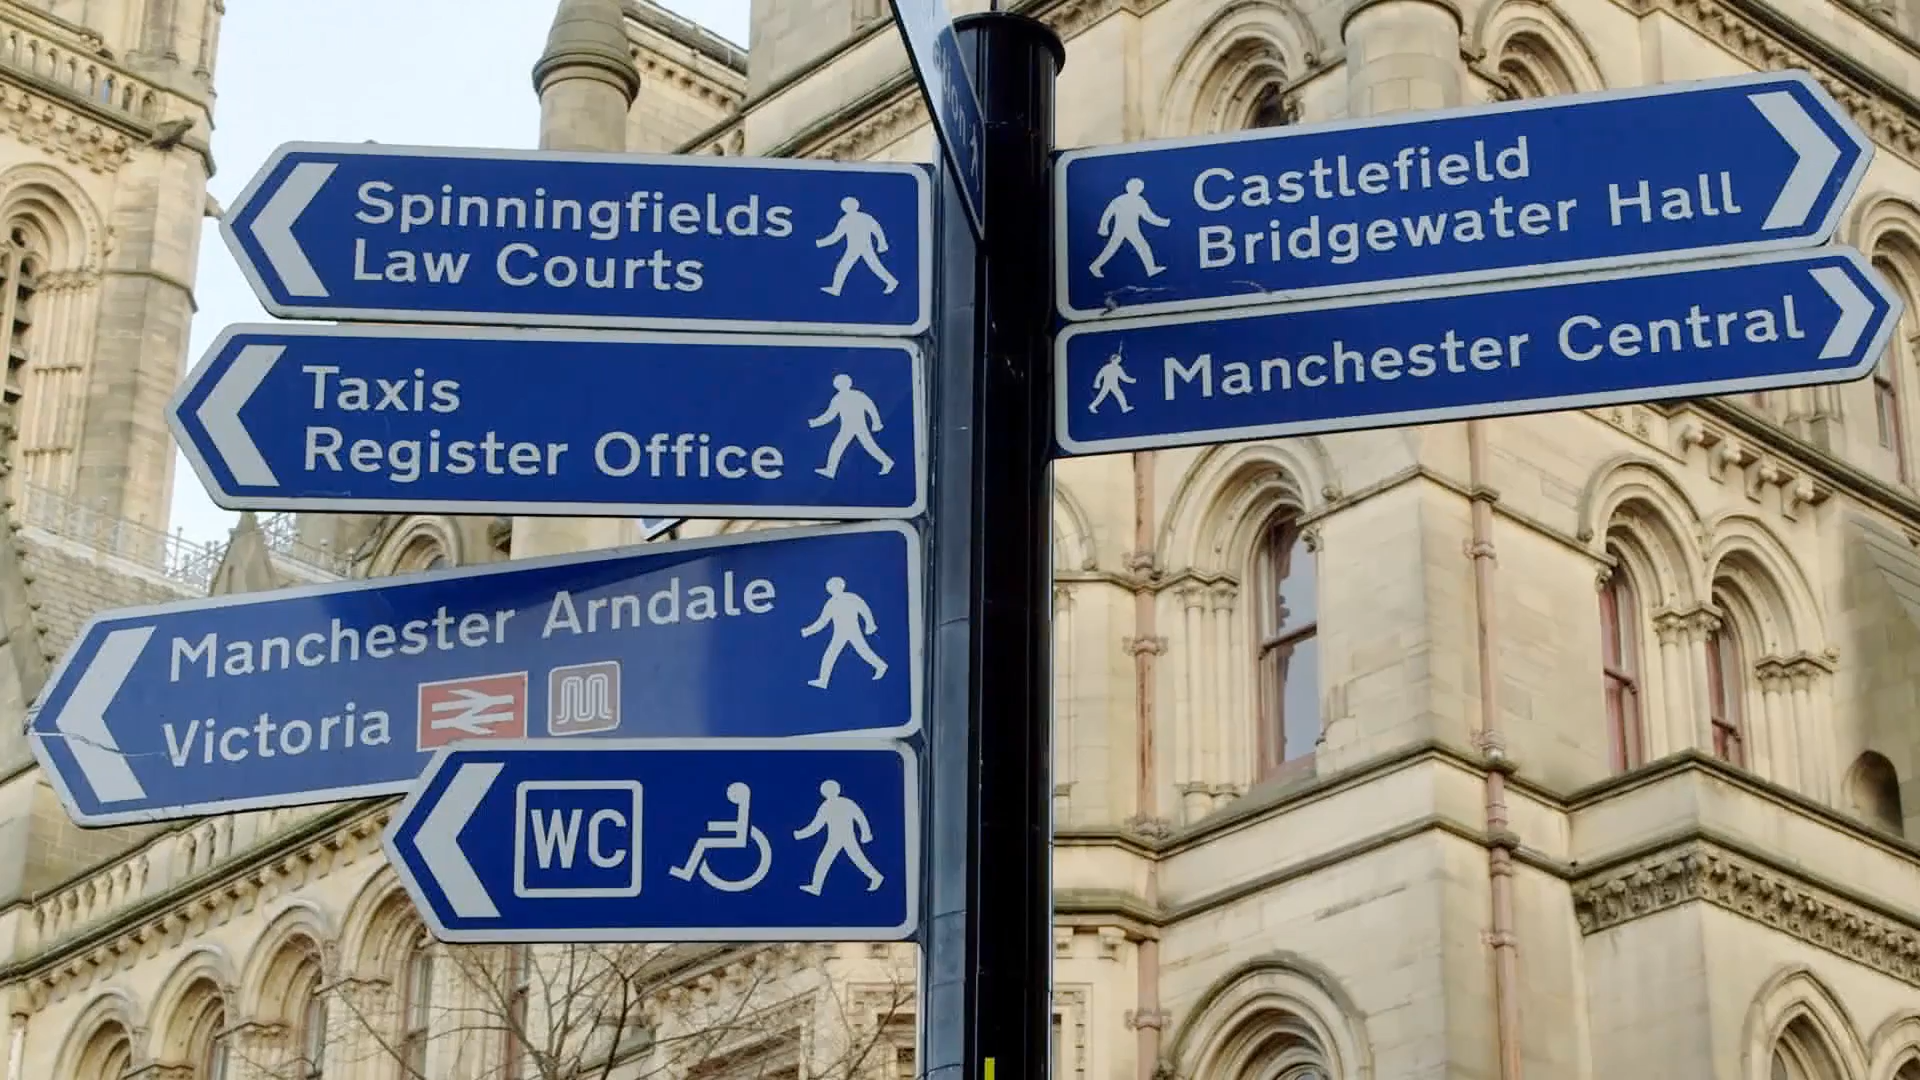 Spinningfields
Law Courts
Taxis
Register Office
Manchester Arndale
Victoria
WC
Castlefield
Bridgewater Hall
Manchester Central